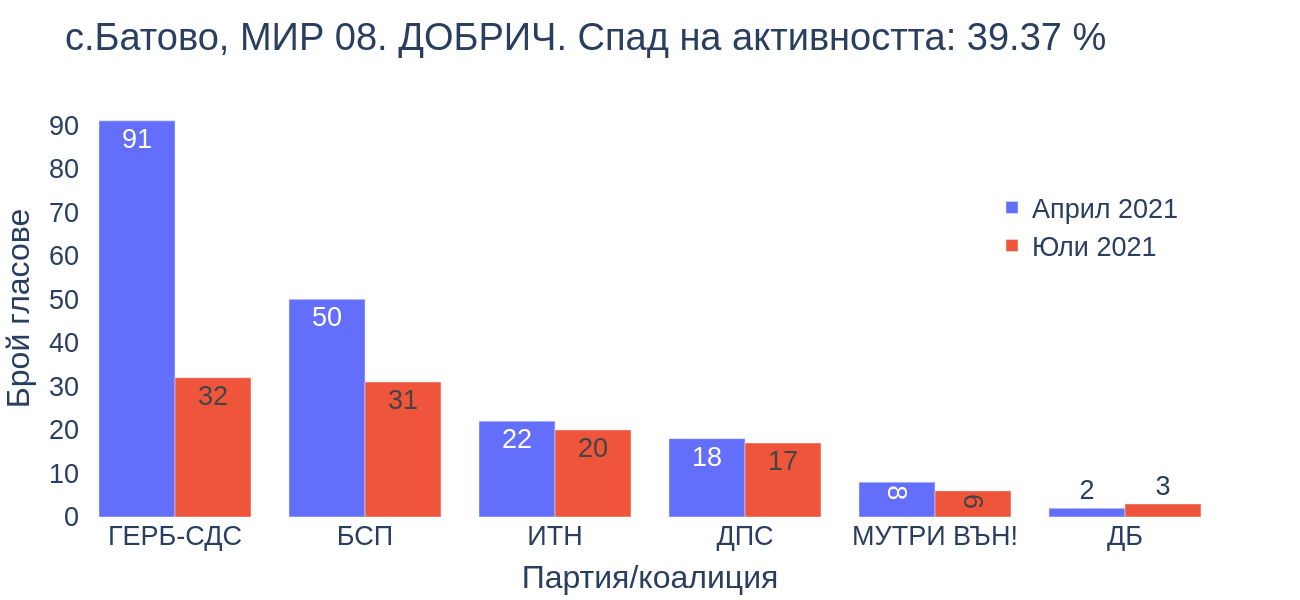 с.Батово, МИР 08. ДОБРИЧ. Спад на активността: 39.37 %
Брой гласове
90
80
70
60
50
40
30
20
10
0
91
32
50
31
22
20
18
17
8
6
2
3
Април 2021
Юли 2021
ГЕРБ-СДС
БСП
ИТН
ДПС
МУТРИ ВЪН!
ДБ
Партия/коалиция